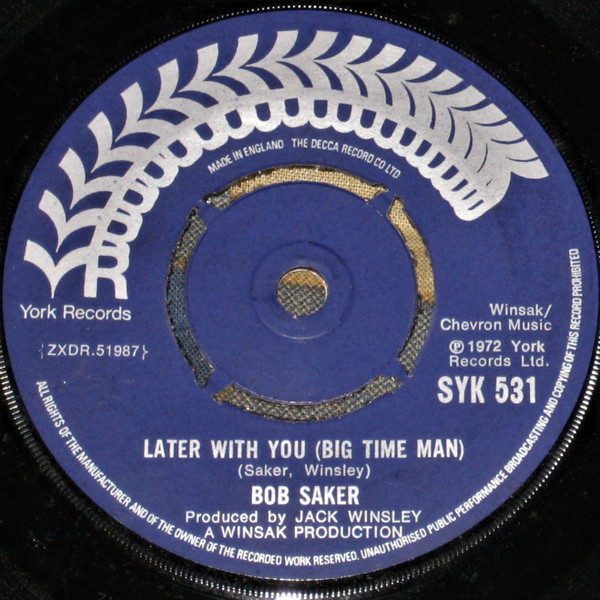 MADE IN ENGLAND THE DECCA RECORD CO LTD
YR
York Records
{ZXDR.51987}
Winsak/
Chevron Music
Ⓟ 1972 York
Records Ltd.
SYK 531
LATER WITH YOU (BIG TIME MAN)
(Saker, Winsley)
BOB SAKER
Produced by JACK WINSLEY
A WINSAK PRODUCTION
ALL RIGHTS OF THE MANUFACTURER AND OF THE OWNER OF THE RECORDED WORK RESERVED. UNAUTHORISED PUBLIC PERFORMANCE BROADCASTING AND COPYING OF THIS RECORD PROHIBITED